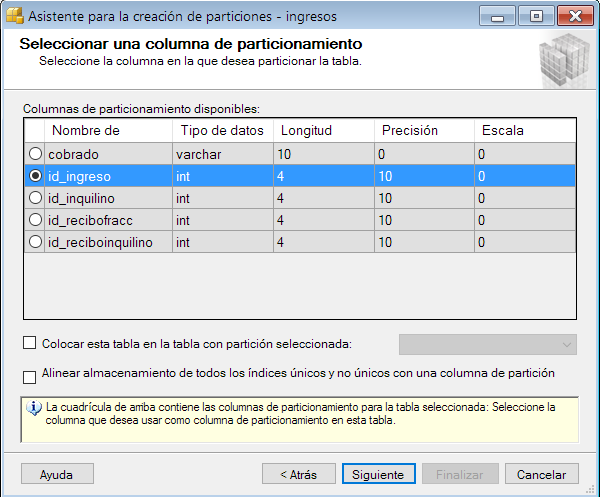 Asistente para la creación de particiones - ingresos
Seleccionar una columna de particionamiento
Seleccione la columna en la que desea particionar la tabla.
Columnas de particionamiento disponibles:
Nombre de Tipo de datos Longitud Precisión Escala
cobrado varchar 10 0 0
id_ingreso int 4 10 0
id_inquilino int 4 10 0
id_recibofracc int 4 10 0
id_reciboinquilino int 4 10 0
Colocar esta tabla en la tabla con partición seleccionada:
Alinear almacenamiento de todos los índices únicos y no únicos con una columna de partición
La cuadrícula de arriba contiene las columnas de particionamiento para la tabla seleccionada: Seleccione la
columna que desea usar como columna de particionamiento en esta tabla.
Ayuda < Atrás Siguiente Finalizar Cancelar